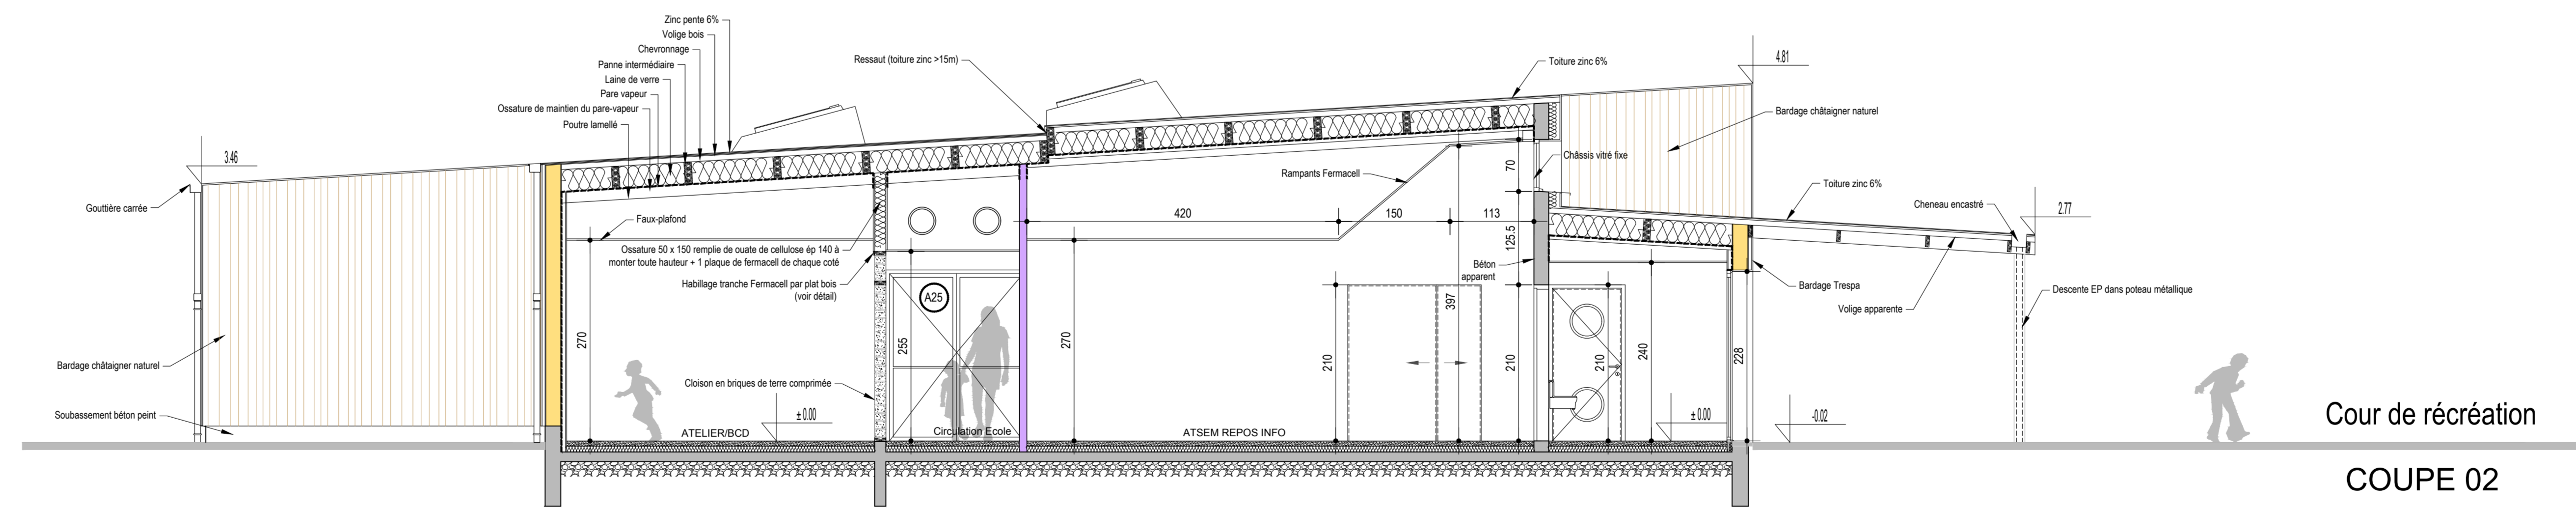 Zinc pente 6%
Volige bois
Chevronnage
Panne intermédiaire
Laine de verre
Pare vapeur
Ossature de maintien du pare-vapeur
Poutre lamellé
Ressaut (toiture zinc >15m)
Toiture zinc 6%
4.81
Bardage châtaigner naturel
3.46
Gouttière carrée
Châssis vitré fixe
70
Rampants Fermacell
Toiture zinc 6%
Cheneau encastré
2.77
Faux-plafond
420
150
113
125.5
Ossature 50 x 150 remplie de ouate de cellulose ép 140 à
monter toute hauteur + 1 plaque de fermacell de chaque coté
Habillage tranche Fermacell par plat bois
(voir détail)
Béton
apparent
Bardage Trespa
Volige apparente
Descente EP dans poteau métallique
A25
270
255
270
210
397
210
210
240
228
Bardage châtaigner naturel
Cloison en briques de terre comprimée
Soubassement béton peint
± 0.00
ATELIER/BCD
Circulation Ecole
ATSEM REPOS INFO
± 0.00
-0.02
Cour de récréation
COUPE 02